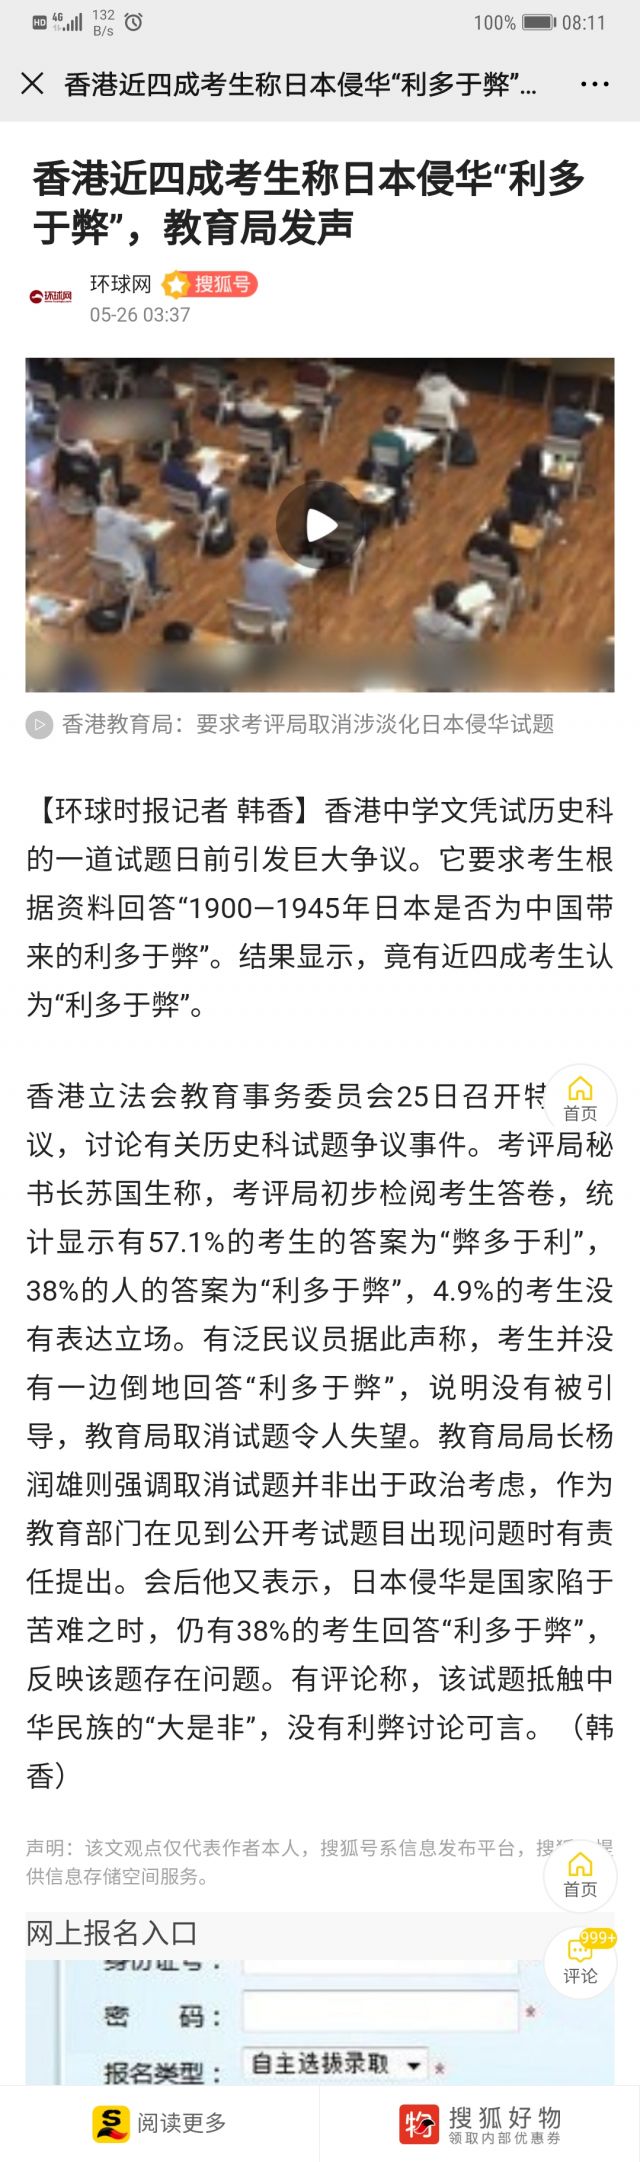 HD 4G 132 B/s 100% 08:11
香港近四成考生称日本侵华“利多于弊”...
香港近四成考生称日本侵华“利多
于弊”，教育局发声
环球网
环球网 搜狐号
05-26 03:37
香港教育局：要求考评局取消涉淡化日本侵华试题
【环球时报记者 韩香】香港中学文凭试历史科
的一道试题日前引发巨大争议。它要求考生根
据资料回答“1900—1945年日本是否为中国带
来的利多于弊”。结果显示，竟有近四成考生认
为“利多于弊”。
香港立法会教育事务委员会25日召开特
首页
议，讨论有关历史科试题争议事件。考评局秘
书长苏国生称，考评局初步检阅考生答卷，统
计显示有57.1%的考生的答案为“弊多于利”，
38%的人的答案为“利多于弊”，4.9%的考生没
有表达立场。有泛民议员据此声称，考生并没
有一边倒地回答“利多于弊”，说明没有被引
导，教育局取消试题令人失望。教育局局长杨
润雄则强调取消试题并非出于政治考虑，作为
教育部门在见到公开考试题目出现问题时有责
任提出。会后他又表示，日本侵华是国家陷于
苦难之时，仍有38%的考生回答“利多于弊”，
反映该题存在问题。有评论称，该试题抵触中
华民族的“大是非”，没有利弊讨论可言。（韩
香）
声明：该文观点仅代表作者本人，搜狐号系信息发布平台，搜 提
供信息存储空间服务。
首页
网上报名入口
999+
评论
身份证号：
密 码： *
报名类型： 自主选拔录取 *
阅读更多
物 搜狐好物
领取内部优惠券